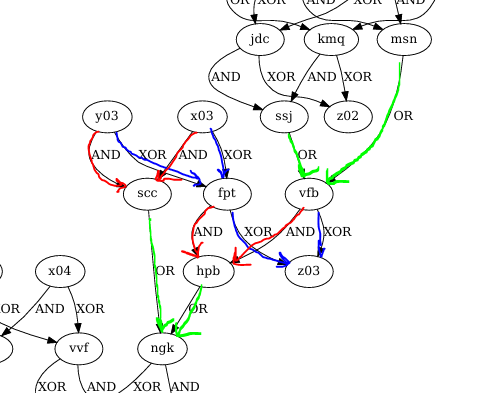 OR XOR AND XOR AND
jdc kmq msn
AND XOR AND XOR OR
ssj z02
y03 x03
AND XOR AND XOR OR
scc fpt vfb
AND XOR AND XOR
x04 OR hpb z03
AND XOR OR
vvf ngk
XOR AND XOR AND